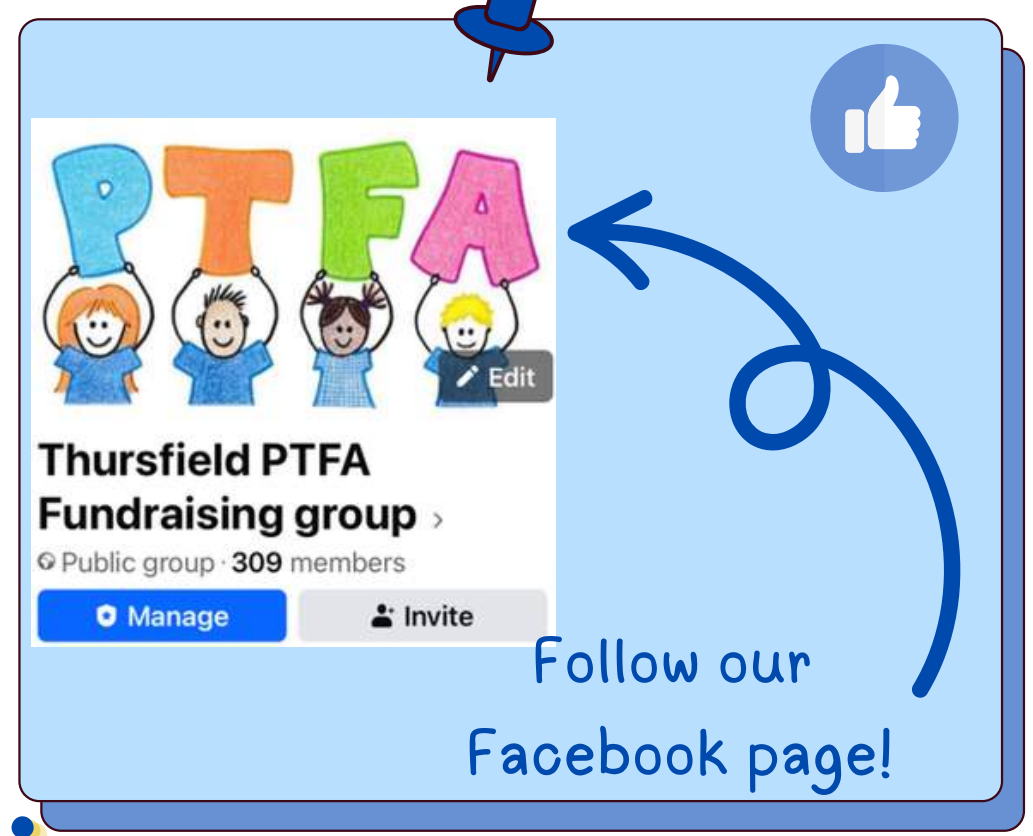 PTFA
Edit
Thursfield PTFA
Fundraising group ›
Public group · 309 members
Manage
Invite
Follow our
Facebook page!